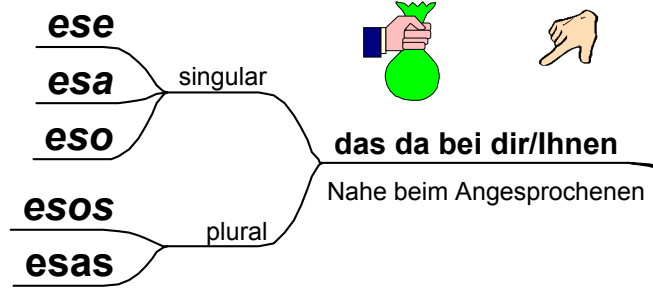 ese
esa
eso
singular
esos
esas
plural
das da bei dir/Ihnen
Nahe beim Angesprochenen